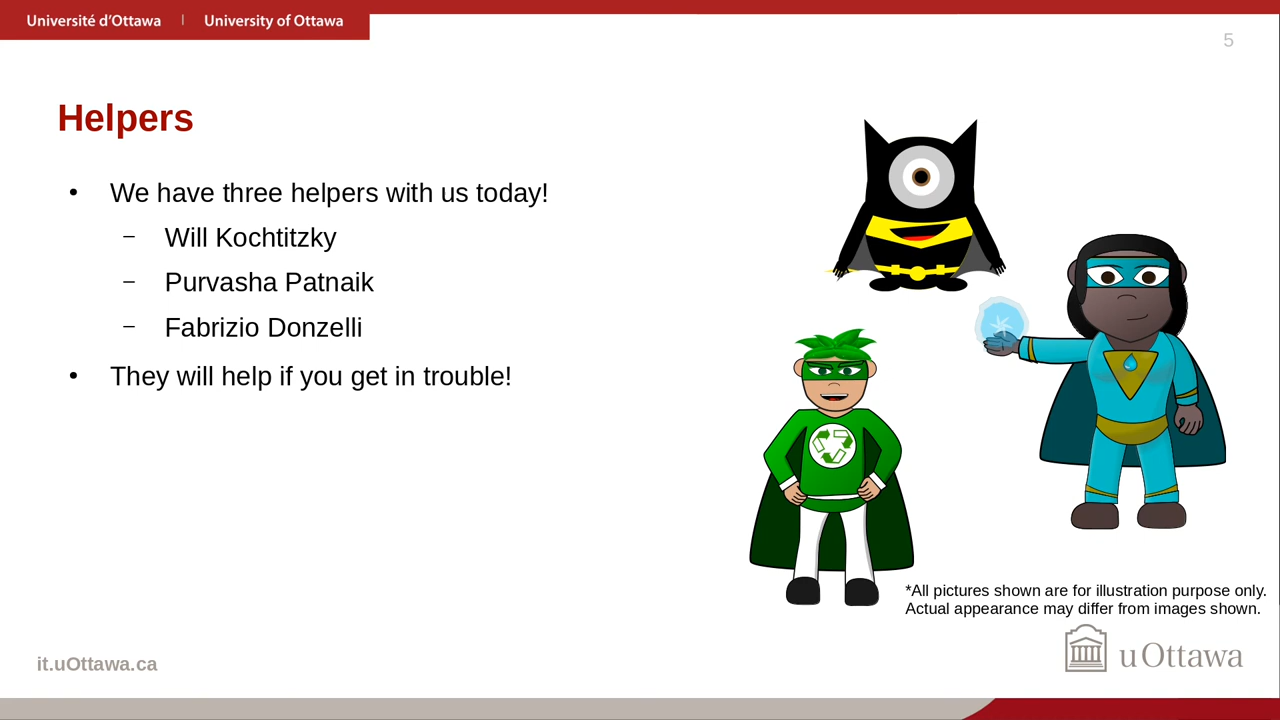 Université d'Ottawa | University of Ottawa
5
Helpers
• We have three helpers with us today!
– Will Kochtitzky
– Purvasha Patnaik
– Fabrizio Donzelli
• They will help if you get in trouble!
*All pictures shown are for illustration purpose only.
Actual appearance may differ from images shown.
it.uOttawa.ca
uOttawa